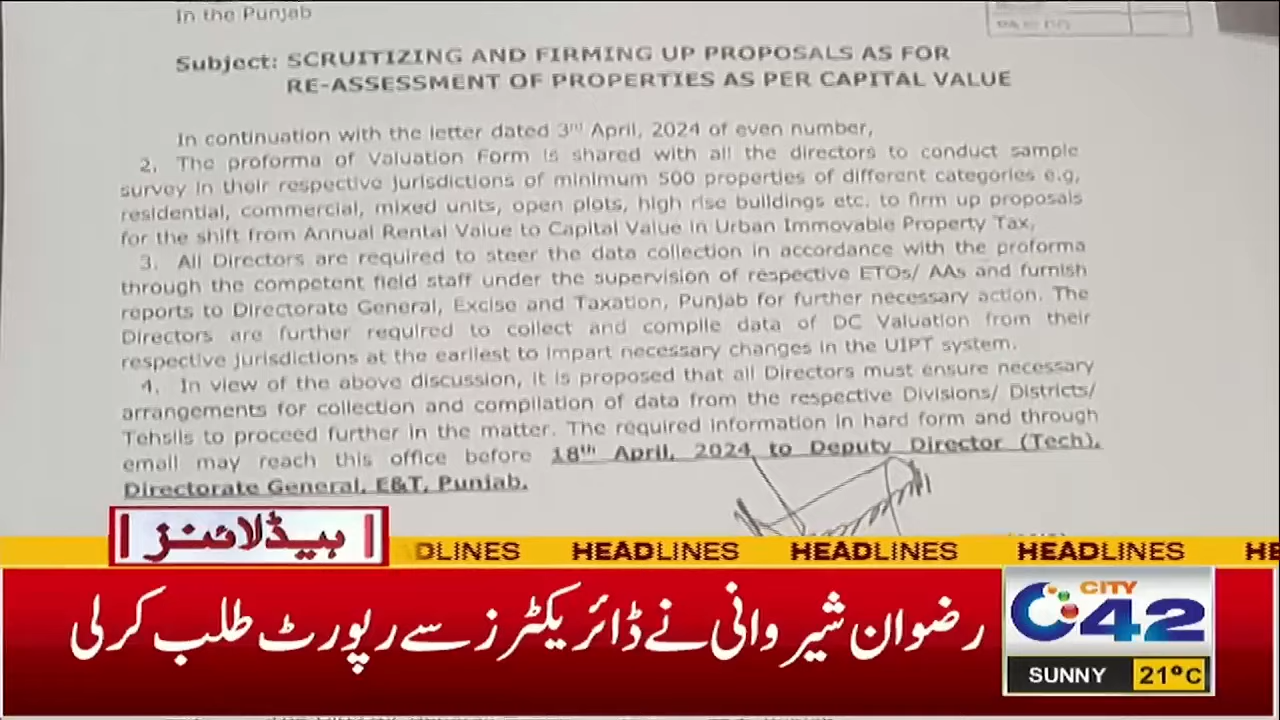 In the Punjab
Subject: SCRUITIZING AND FIRMING UP PROPOSALS AS FOR
RE-ASSESSMENT OF PROPERTIES AS PER CAPITAL VALUE
In continuation with the letter dated 3rd April, 2024 of even number,
2, The proforma of Valuation Form is shared with all the directors to conduct sample
survey in their respective jurisdictions of minimum 500 properties of different categories e.g,
residential, commercial, mixed units, open plots, high rise buildings etc. to firm up proposals
for the shift from Annual Rental Value to Capital Value in Urban Immovable Property Tax,
3. All Directors are required to steer the data collection in accordance with the proforma
through the competent field staff under the supervision of respective ETOs/ AAs and furnish
reports to Directorate General, Excise and Taxation, Punjab for further necessary action. The
Directors are further required to collect and compile data of DC Valuation from their
respective jurisdictions at the earliest to impart necessary changes in the UIPT system.
4. In view of the above discussion, it is proposed that all Directors must ensure necessary
arrangements for collection and compilation of data from the respective Divisions/ Districts/
Tehsils to proceed further in the matter. The required information in hard form and through
email may reach this office before 18th April, 2024 to Deputy Director (Tech),
Directorate General, E&T, Punjab.
ہیڈلائنز
DLINES HEADLINES HEADLINES HEADLINES HE
رضوان شیروانی نے ڈائریکٹرز سے رپورٹ طلب کرلی
CITY
42
SUNNY 21°C